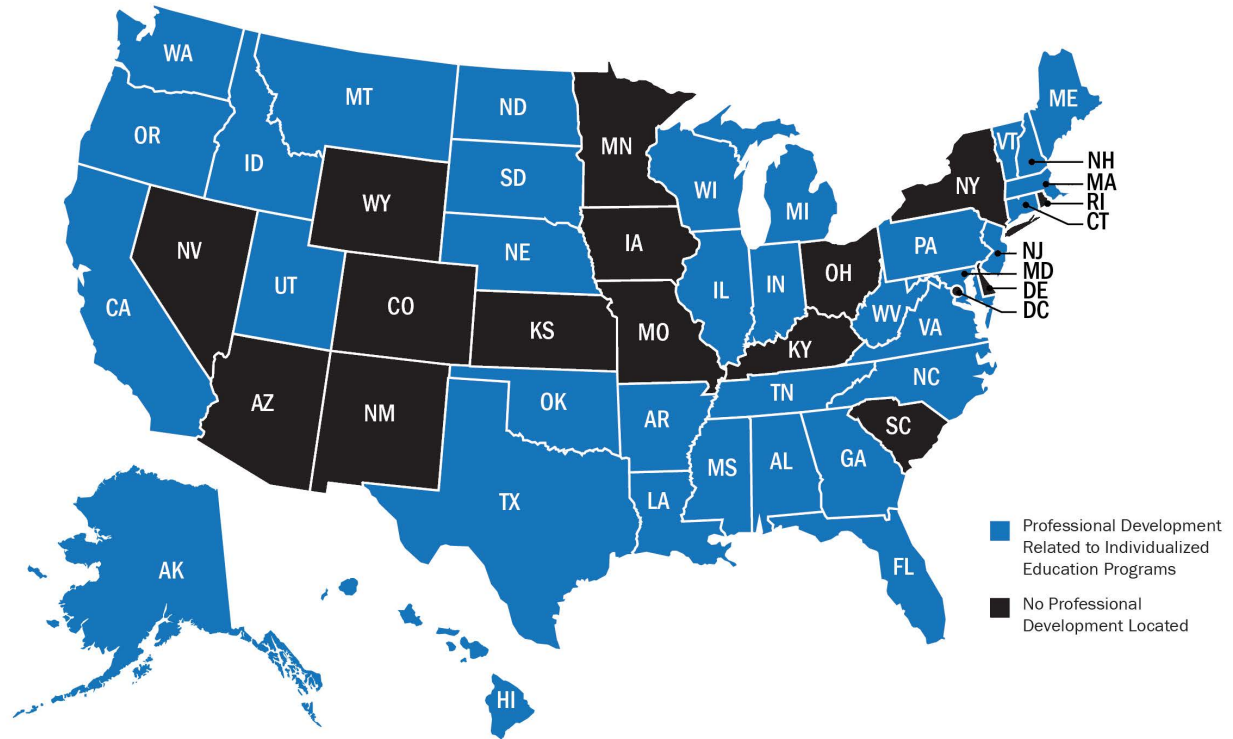 WA
MT
ND
MN
ME
OR
ID
SD
WI
VT
NH
MA
RI
CT
NY
MI
WY
IA
NE
PA
NJ
MD
DE
DC
NV
UT
CO
IL
IN
OH
CA
KS
MO
WV
VA
KY
AZ
NM
OK
AR
TN
NC
SC
TX
LA
MS
AL
GA
FL
AK
HI
Professional Development
Related to Individualized
Education Programs
No Professional
Development Located